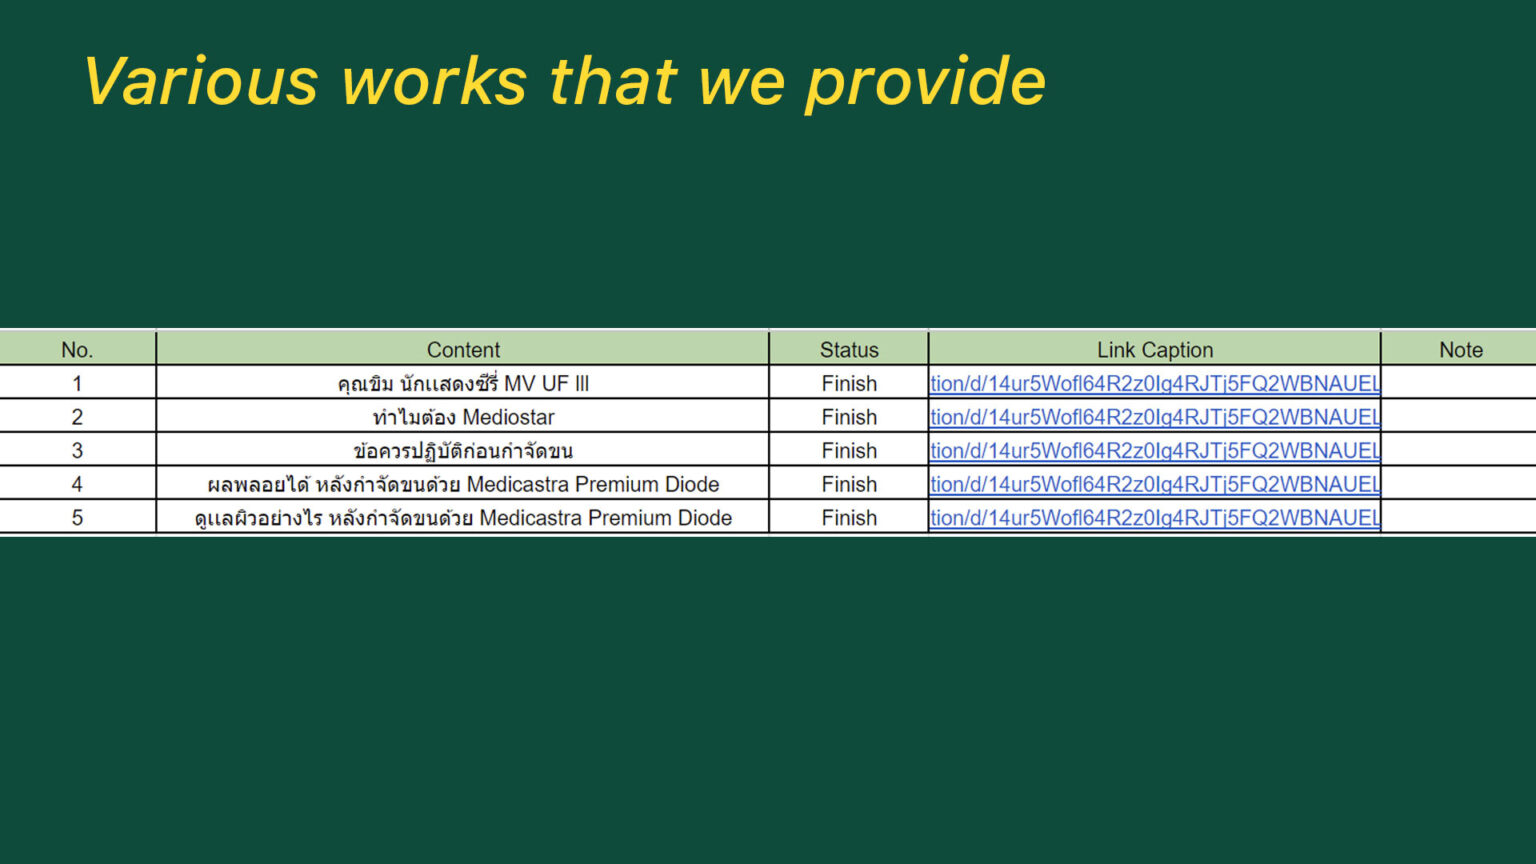 Various works that we provide
No. Content Status Link Caption Note
1 คุณขิม นักแสดงซีรี่ MV UF III Finish tion/d/14ur5Wofl64R2z0Ig4RJTj5FQ2WBNAUEL
2 ทำไมต้อง Mediostar Finish tion/d/14ur5Wofl64R2z0Ig4RJTj5FQ2WBNAUEL
3 ข้อควรปฏิบัติก่อนกำจัดขน Finish tion/d/14ur5Wofl64R2z0Ig4RJTj5FQ2WBNAUEL
4 ผลพลอยได้ หลังกำจัดขนด้วย Medicastra Premium Diode Finish tion/d/14ur5Wofl64R2z0Ig4RJTj5FQ2WBNAUEL
5 ดูแลผิวอย่างไร หลังกำจัดขนด้วย Medicastra Premium Diode Finish tion/d/14ur5Wofl64R2z0Ig4RJTj5FQ2WBNAUEL